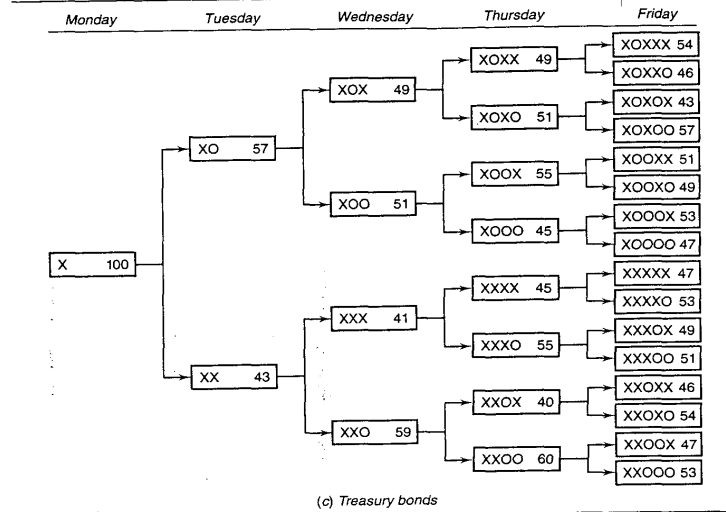 Monday Tuesday Wednesday Thursday Friday
XOXXX 54
XOXX 49
XOXXO 46
XOX 49
XOXOX 43
XOXO 51
XOXOO 57
XO 57
XOOXX 51
XOOX 55
XOOXO 49
XOO 51
XOOOX 53
XOOO 45
XOOOO 47
X 100
XXXXX 47
XXXX 45
XXXXO 53
XXX 41
XXXOX 49
XXXO 55
XXXOO 51
XX 43
XXOXX 46
XXOX 40
XXOXO 54
XXO 59
XXOOX 47
XXOO 60
XXOOO 53
(c) Treasury bonds